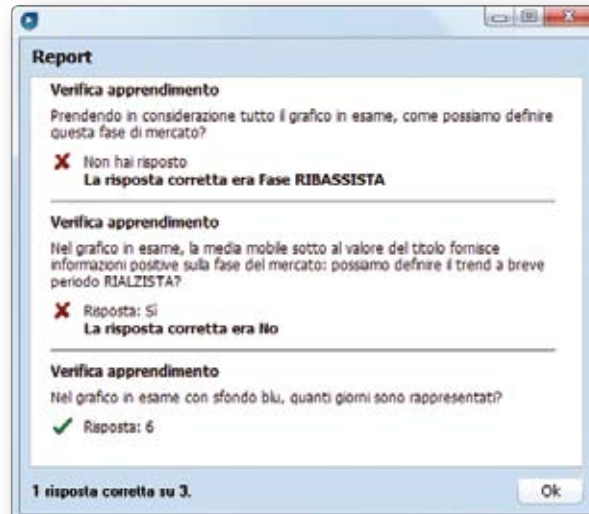 Report
Verifica apprendimento
Prendendo in considerazione tutto il grafico in esame, come possiamo definire
questa fase di mercato?
Non hai risposto
La risposta corretta era Fase RIBASSISTA
Verifica apprendimento
Nel grafico in esame, la media mobile sotto al valore del titolo fornisce
informazioni positive sulla fase del mercato: possiamo definire il trend a breve
periodo RIALZISTA?
Risposta: Sì
La risposta corretta era No
Verifica apprendimento
Nel grafico in esame con sfondo blu, quanti giorni sono rappresentati?
Risposta: 6
1 risposta corretta su 3.
Ok